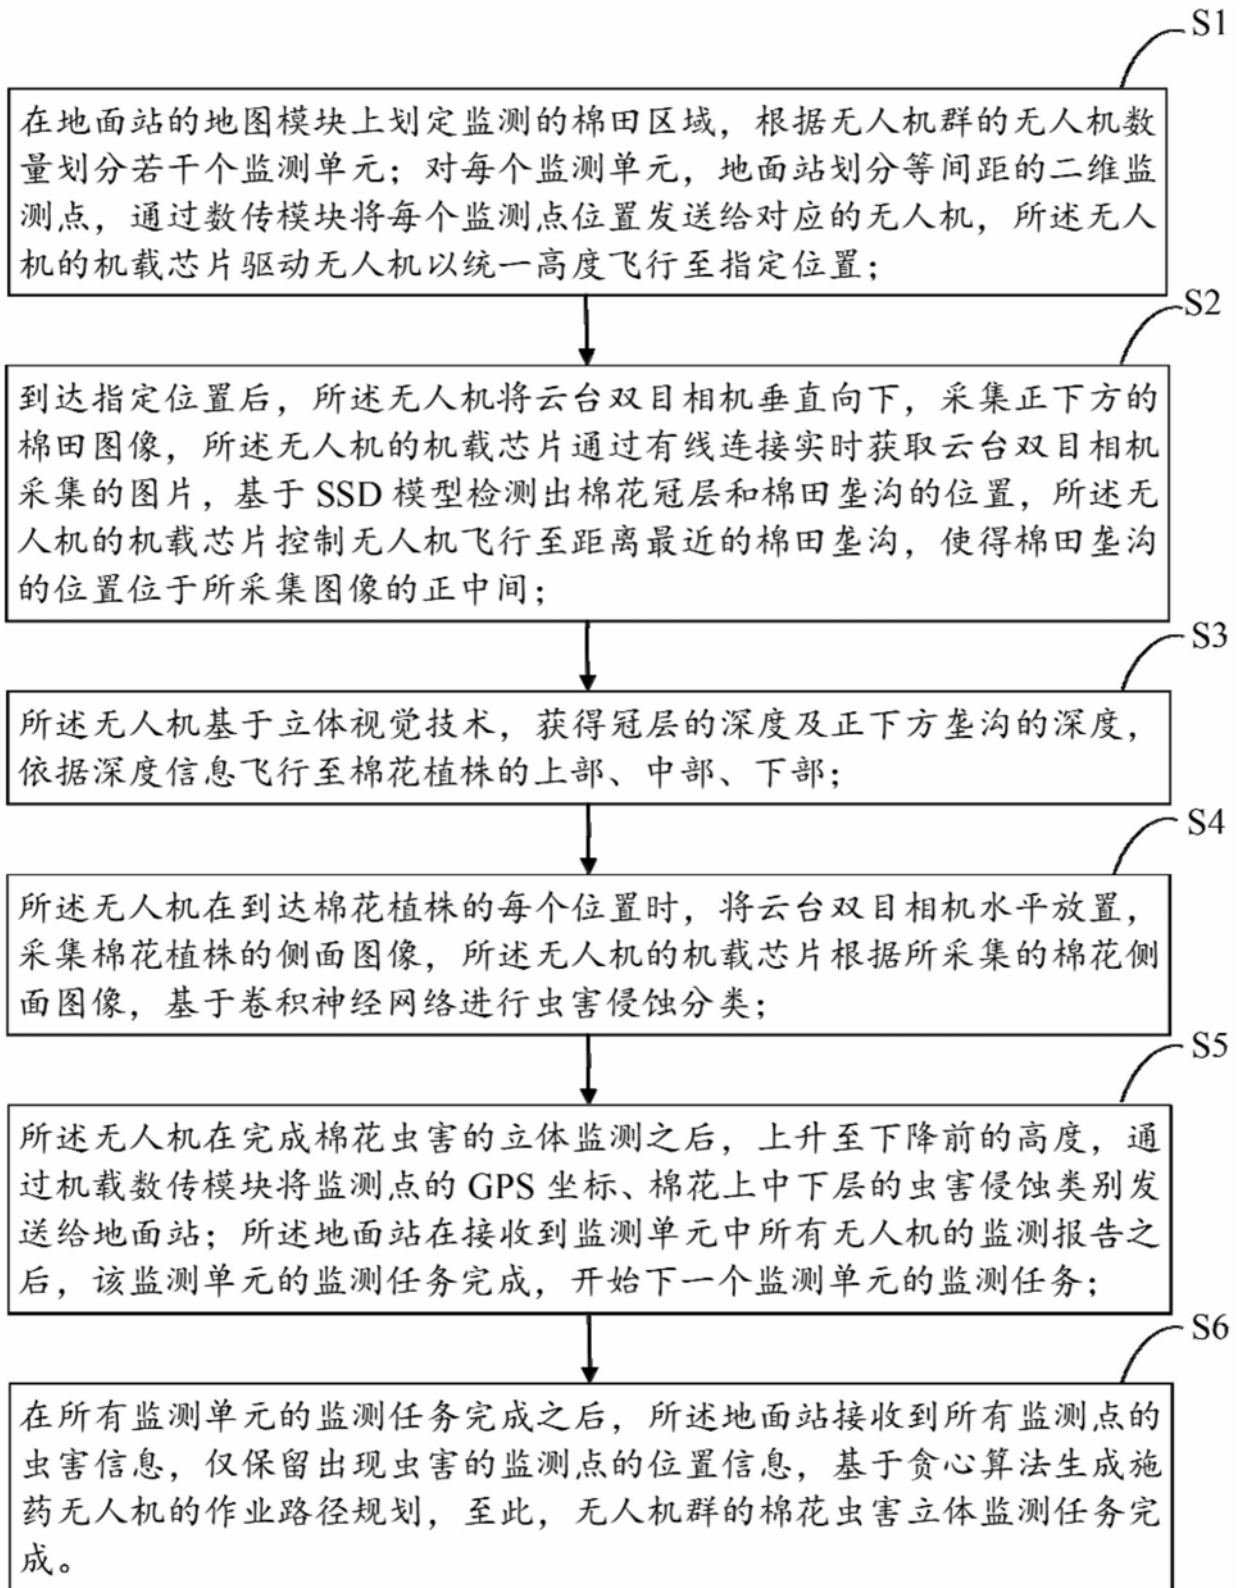 S1
在地面站的地图模块上划定监测的棉田区域，根据无人机群的无人机数
量划分若干个监测单元；对每个监测单元，地面站划分等间距的二维监
测点，通过数传模块将每个监测点位置发送给对应的无人机，所述无人
机的机载芯片驱动无人机以统一高度飞行至指定位置；
S2
到达指定位置后，所述无人机将云台双目相机垂直向下，采集正下方的
棉田图像，所述无人机的机载芯片通过有线连接实时获取云台双目相机
采集的图片，基于 SSD 模型检测出棉花冠层和棉田垄沟的位置，所述无
人机的机载芯片控制无人机飞行至距离最近的棉田垄沟，使得棉田垄沟
的位置位于所采集图像的正中间；
S3
所述无人机基于立体视觉技术，获得冠层的深度及正下方垄沟的深度，
依据深度信息飞行至棉花植株的上部、中部、下部；
S4
所述无人机在到达棉花植株的每个位置时，将云台双目相机水平放置，
采集棉花植株的侧面图像，所述无人机的机载芯片根据所采集的棉花侧
面图像，基于卷积神经网络进行虫害侵蚀分类；
S5
所述无人机在完成棉花虫害的立体监测之后，上升至下降前的高度，通
过机载数传模块将监测点的 GPS 坐标、棉花上中下层的虫害侵蚀类别发
送给地面站；所述地面站在接收到监测单元中所有无人机的监测报告之
后，该监测单元的监测任务完成，开始下一个监测单元的监测任务；
S6
在所有监测单元的监测任务完成之后，所述地面站接收到所有监测点的
虫害信息，仅保留出现虫害的监测点的位置信息，基于贪心算法生成施
药无人机的作业路径规划，至此，无人机群的棉花虫害立体监测任务完
成。